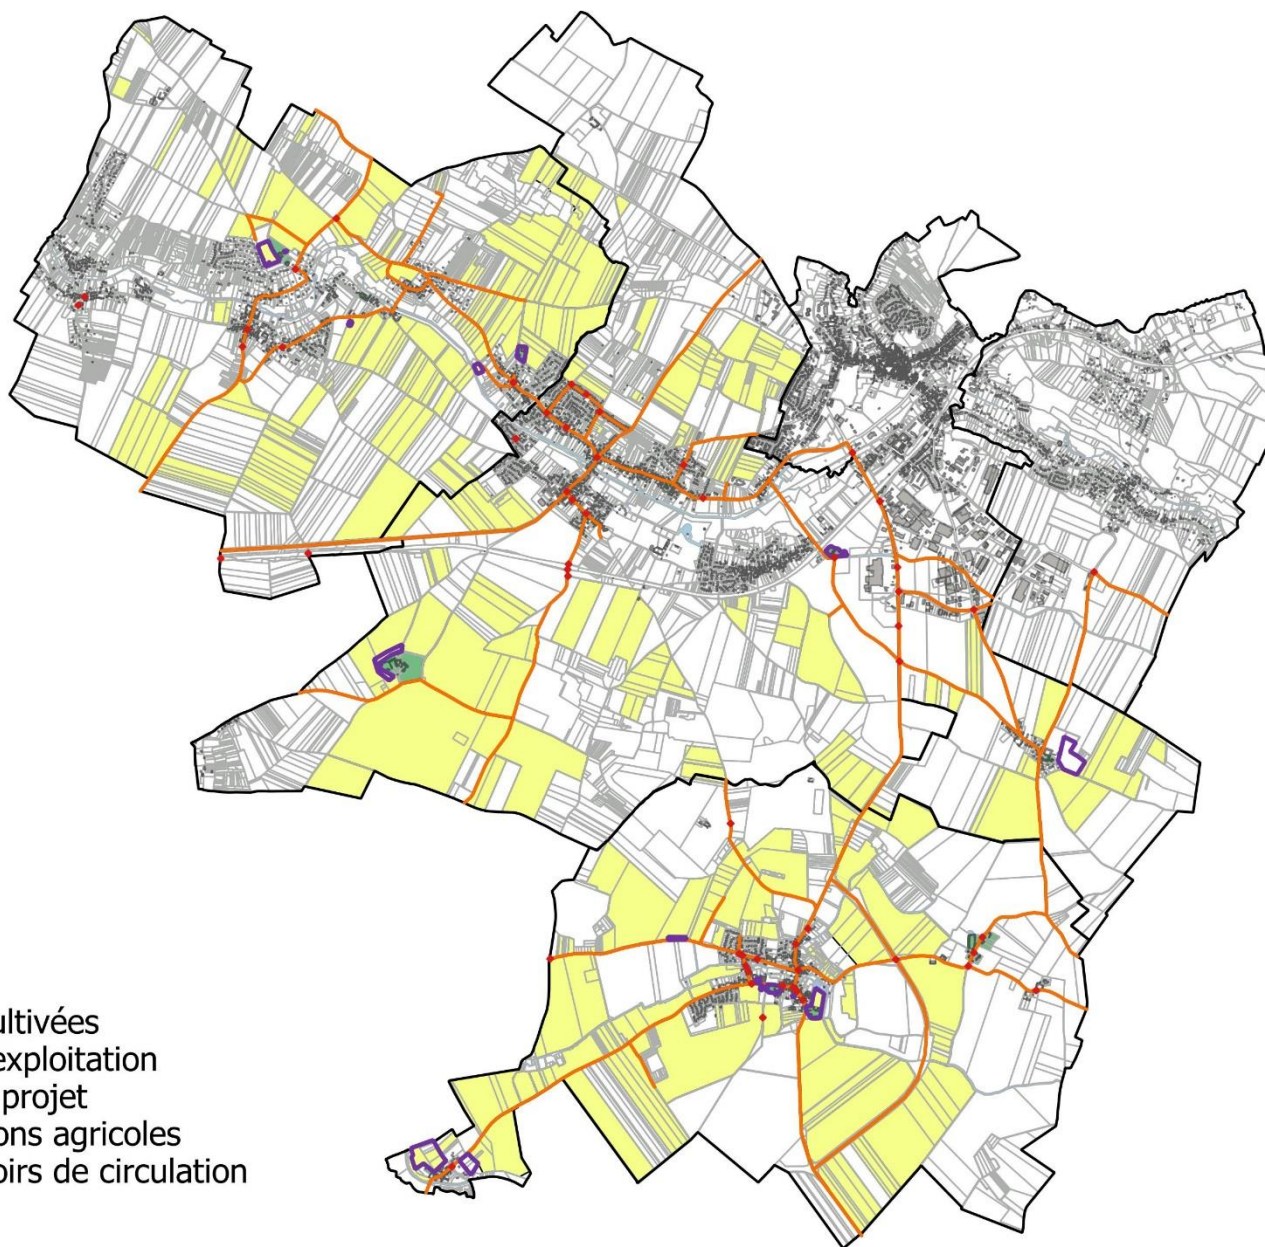 ultivées
exploitation
projet
ons agricoles
oirs de circulation